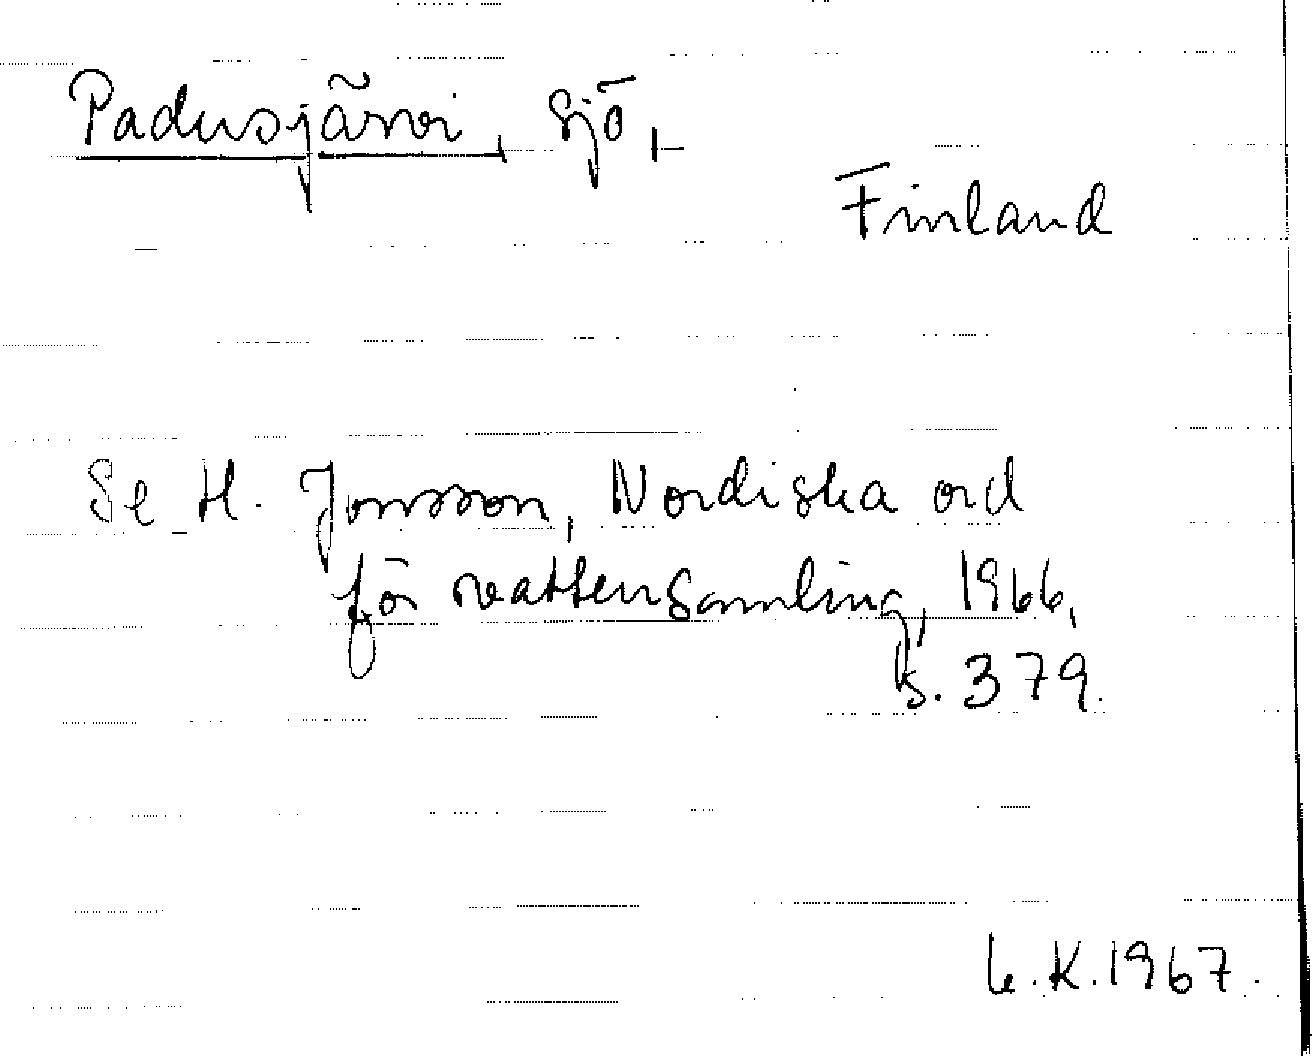 Padusjärvi, sjö,
Finland
Se H. Jonsson, Nordiska ord
för vattensamling, 1966,
s. 379.
K. 1967.